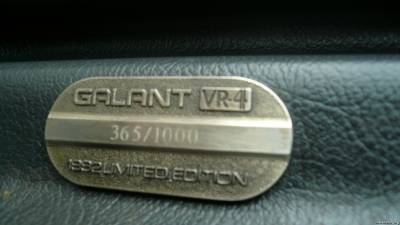 GALANT VR-4
365/1000
1992 LIMITED EDITION